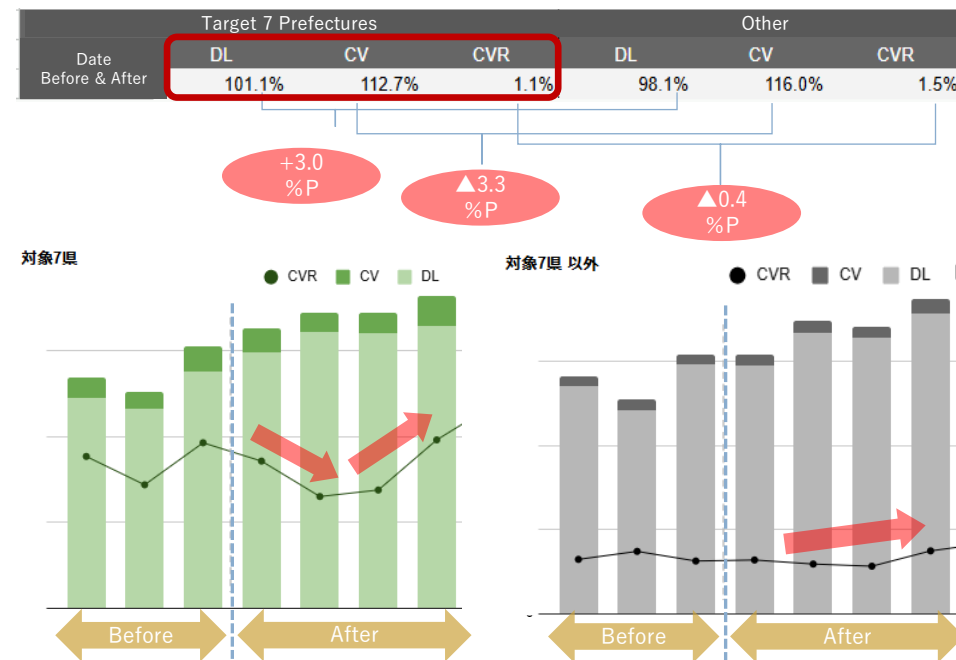 Target 7 Prefectures Other
Date
Before & After
DL CV CVR DL CV CVR
101.1% 112.7% 1.1% 98.1% 116.0% 1.5%
+3.0
%P
▲3.3
%P
▲0.4
%P
対象7県
CVR CV DL
対象7県 以外
CVR CV DL
Before After
Before After